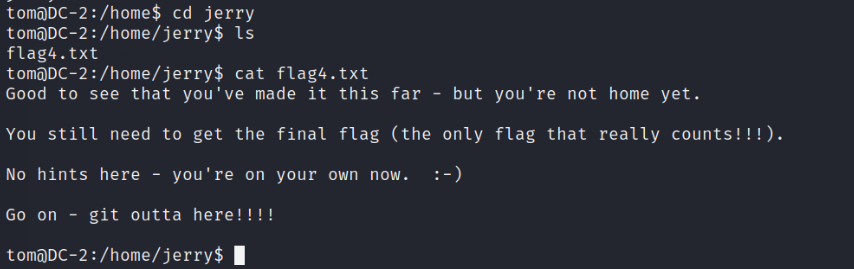 tom@DC-2:/home$ cd jerry
tom@DC-2:/home/jerry$ ls
flag4.txt
tom@DC-2:/home/jerry$ cat flag4.txt
Good to see that you've made it this far - but you're not home yet.
You still need to get the final flag (the only flag that really counts!!!).
No hints here - you're on your own now.  :-)
Go on - git outta here!!!!
tom@DC-2:/home/jerry$